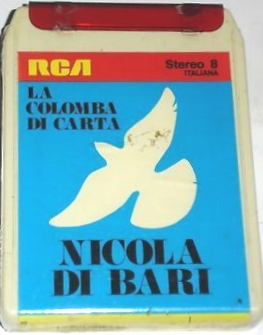 RCA
Stereo 8
ITALIANA
LA
COLOMBA
DI CARTA
NICOLA
DI BARI